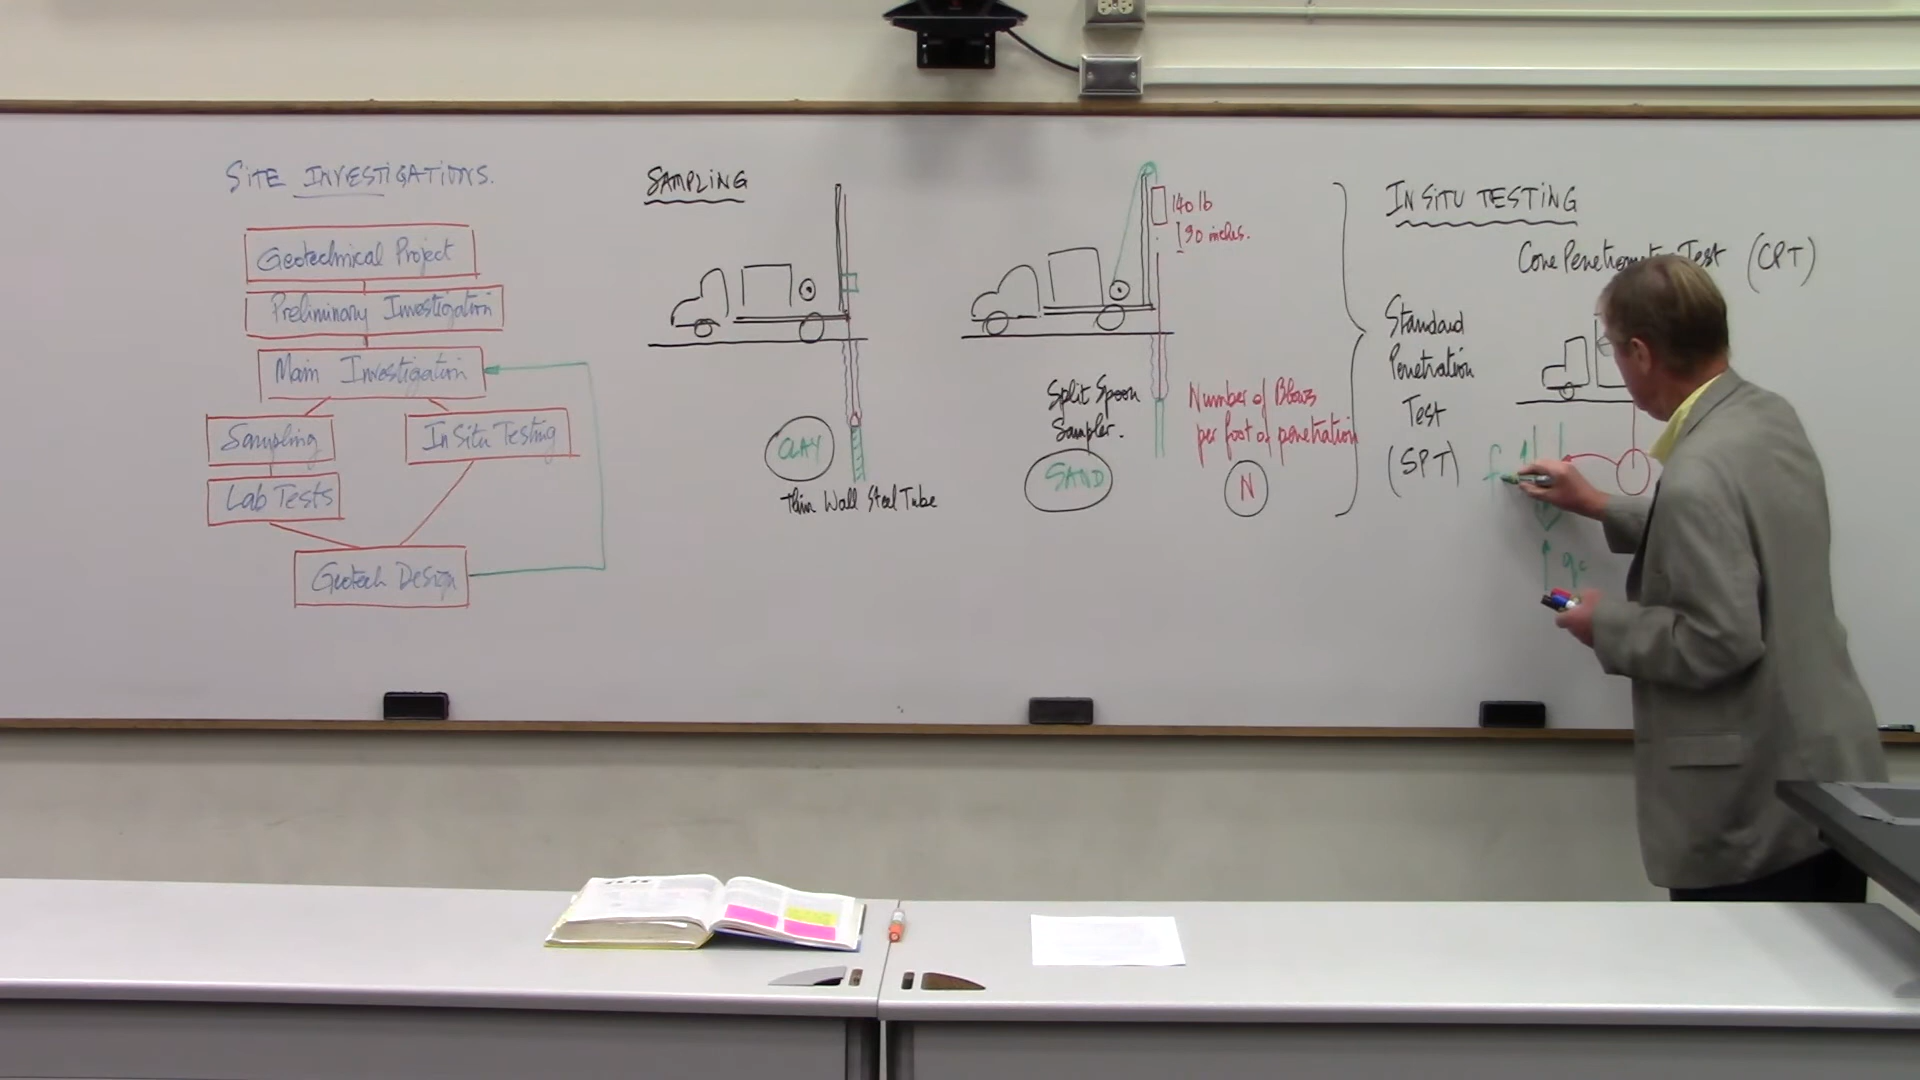 SITE INVESTIGATIONS.
Geotechnical Project
Preliminary Investigation
Main Investigation
Sampling
In Situ Testing
Lab Tests
Geotech Design
SAMPLING
CLAY
Thin Wall Steel Tube
140 lb
30 inches.
Split Spoon
Sampler.
SAND
Number of Blows
per foot of penetration
N
IN SITU TESTING
Cone Penetrometer Test (CPT)
Standard
Penetration
Test
(SPT)
f
qc